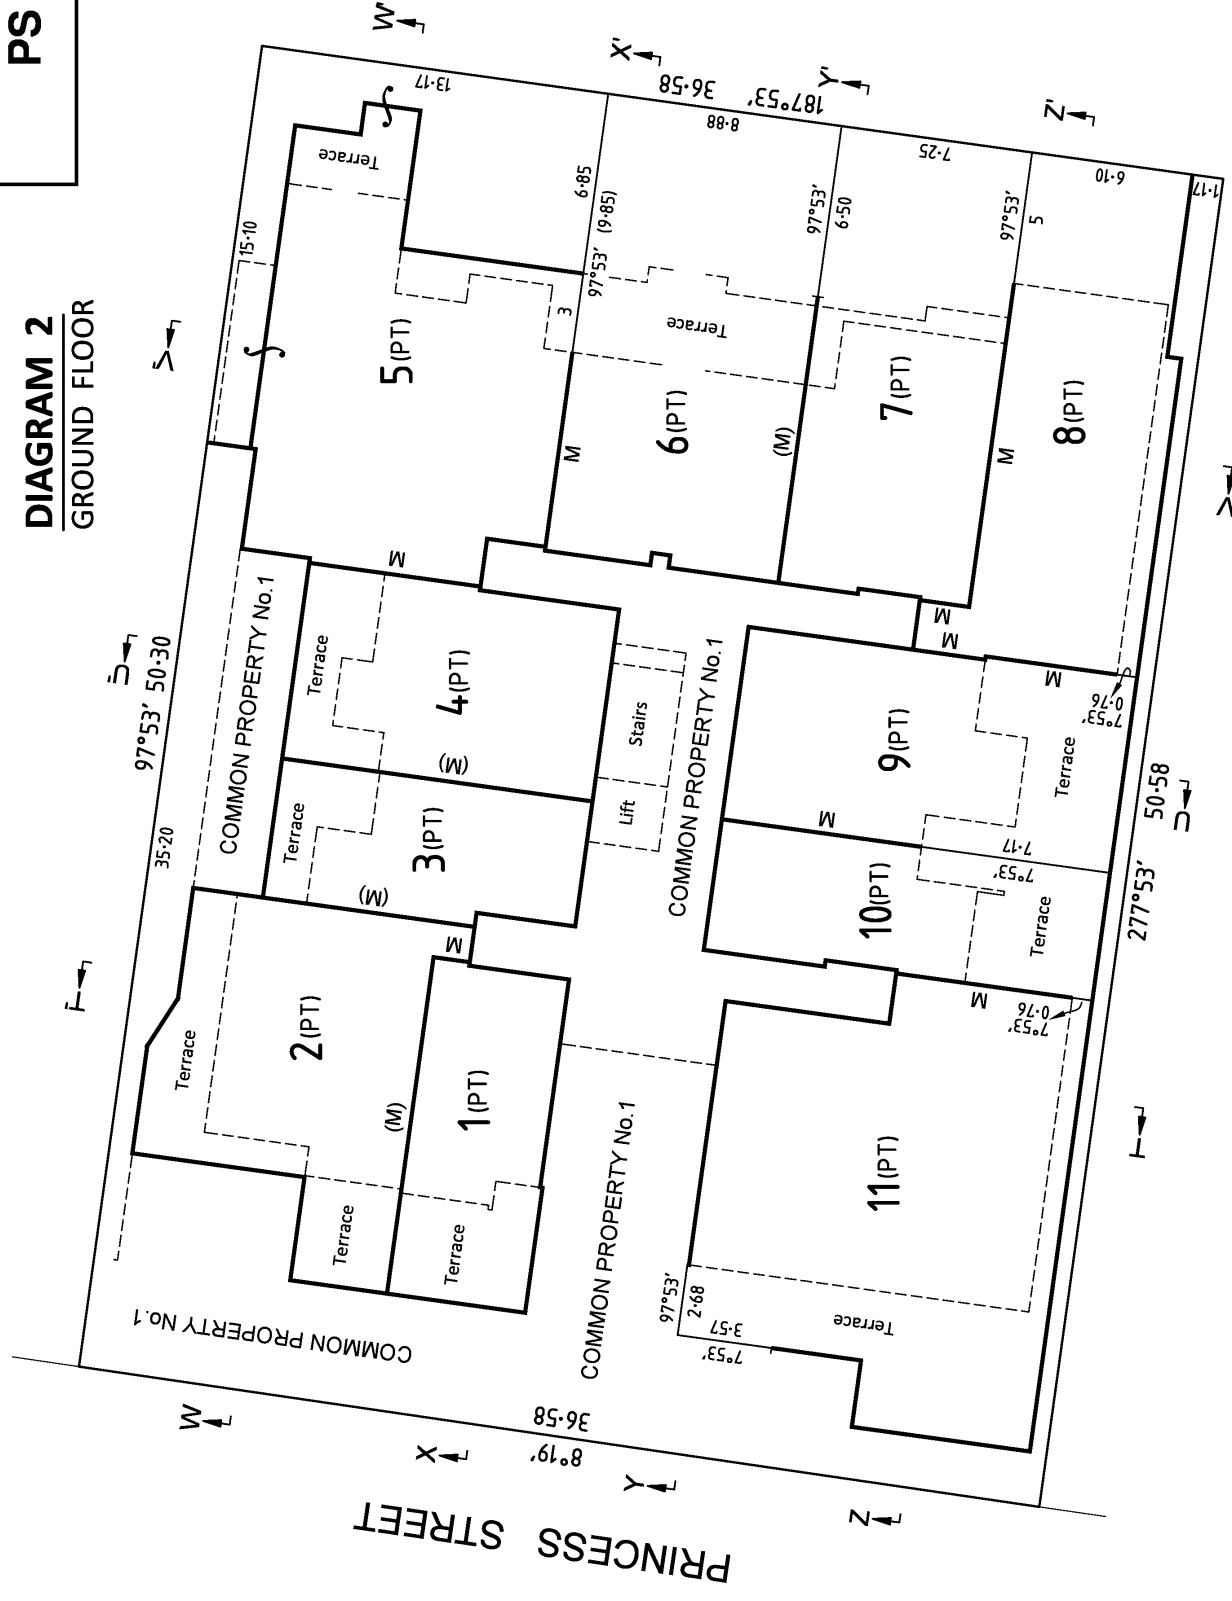 PS
DIAGRAM 2
GROUND FLOOR
W'
X'
Y'
Z'
13·17
36·58
187°53'
8·88
7·25
6·10
1·17
15·10
Terrace
6·85
(9·85)
97°53'
3
97°53'
6·50
97°53'
5
V'
5(PT)
Terrace
6(PT)
7(PT)
8(PT)
M
(M)
M
V
U'
97°53' 50·30
35·20
COMMON PROPERTY No.1
M
Terrace
4(PT)
(M)
Terrace
3(PT)
(M)
Stairs
Lift
COMMON PROPERTY No.1
M
M
M
9(PT)
Terrace
7°53'
0·76
M
7·17
7°53'
10(PT)
Terrace
50·58
277°53'
U
T'
Terrace
2(PT)
M
(M)
1(PT)
Terrace
Terrace
COMMON PROPERTY No.1
COMMON PROPERTY No.1
M
7°53'
0·76
11(PT)
Terrace
97°53'
2·68
3·57
7°53'
T
W
X
36·58
8°19'
Y
Z
PRINCESS STREET